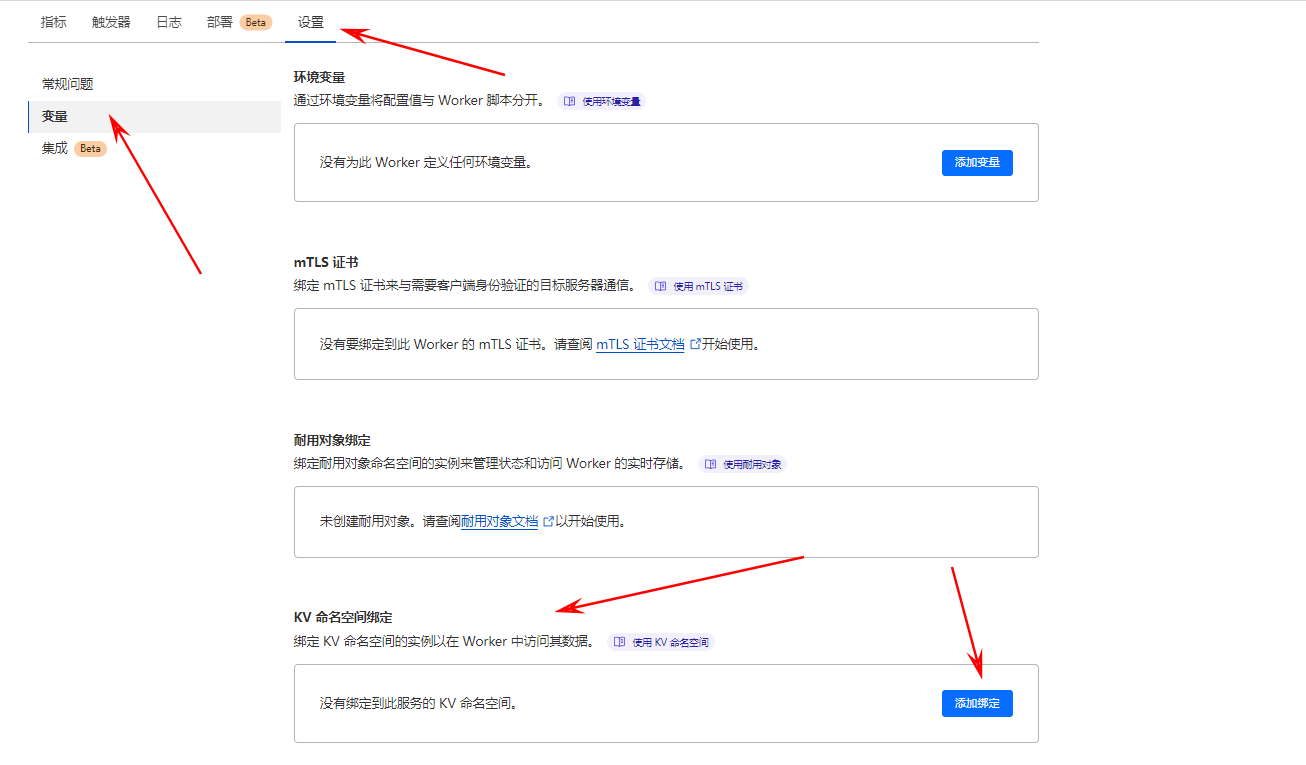 指标 触发器 日志 部署 Beta 设置
常规问题
变量
集成 Beta
环境变量
通过环境变量将配置值与 Worker 脚本分开。 使用环境变量
没有为此 Worker 定义任何环境变量。 添加变量
mTLS 证书
绑定 mTLS 证书来与需要客户端身份验证的目标服务器通信。 使用 mTLS 证书
没有要绑定到此 Worker 的 mTLS 证书。请查阅 mTLS 证书文档 开始使用。
耐用对象绑定
绑定耐用对象命名空间的实例来管理状态和访问 Worker 的实时存储。 使用耐用对象
未创建耐用对象。请查阅耐用对象文档 以开始使用。
KV 命名空间绑定
绑定 KV 命名空间的实例以在 Worker 中访问其数据。 使用 KV 命名空间
没有绑定到此服务的 KV 命名空间。 添加绑定